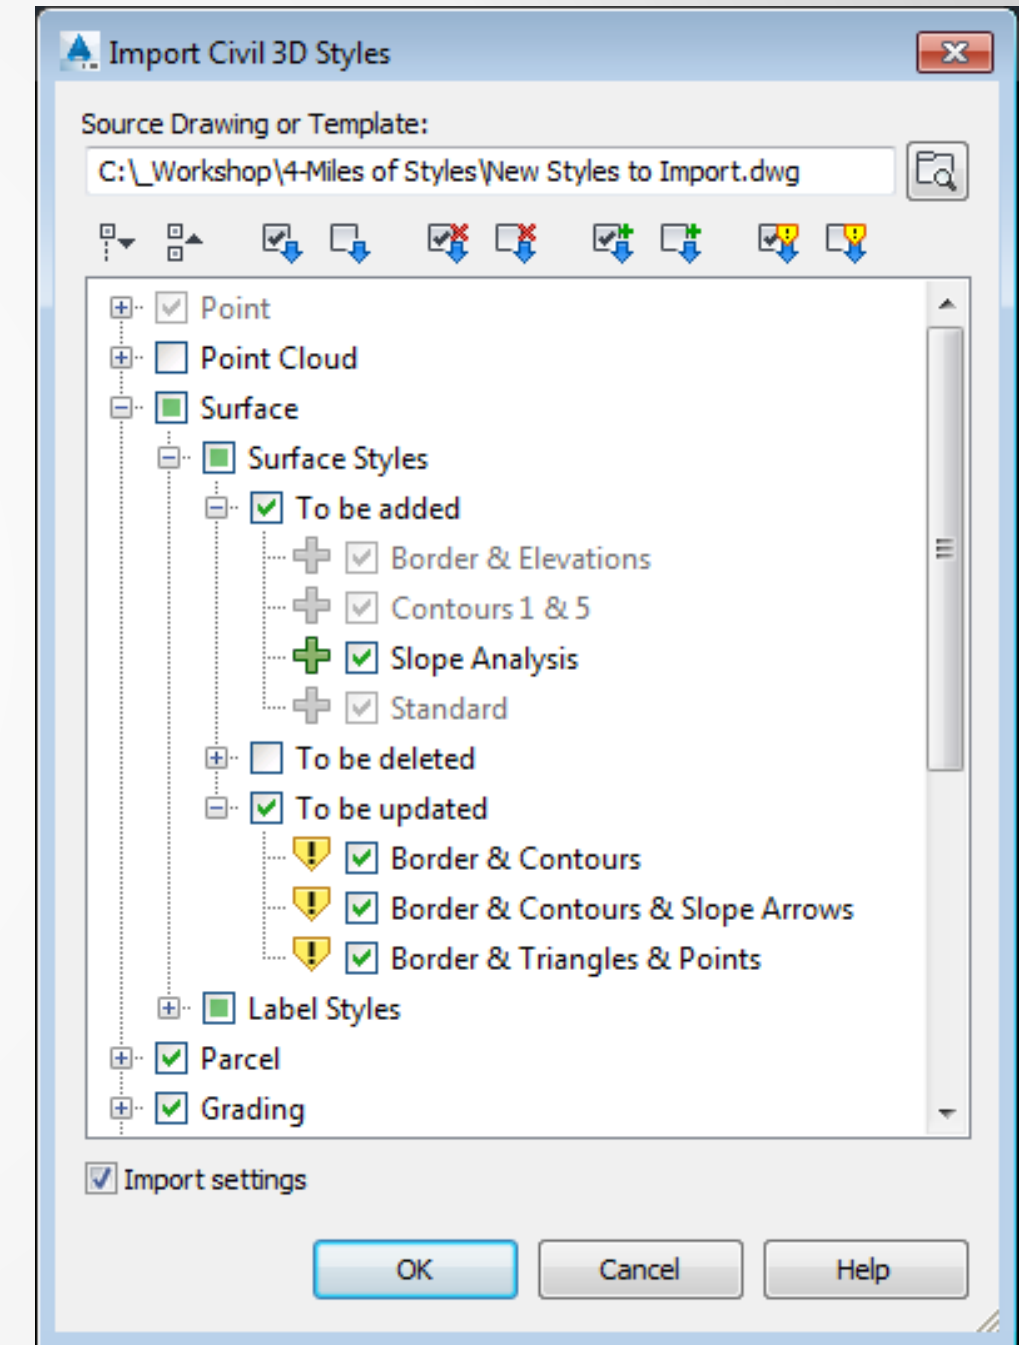 Import Civil 3D Styles
Source Drawing or Template:
C:\_Workshop\4-Miles of Styles\New Styles to Import.dwg
Point
Point Cloud
Surface
Surface Styles
To be added
Border & Elevations
Contours 1 & 5
Slope Analysis
Standard
To be deleted
To be updated
Border & Contours
Border & Contours & Slope Arrows
Border & Triangles & Points
Label Styles
Parcel
Grading
Import settings
OK Cancel Help